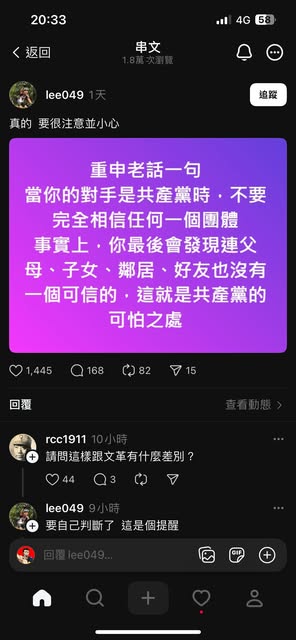 20:33
4G
58
返回
串文
1.8萬 次瀏覽
lee049 1天
追蹤
真的 要很注意並小心
重申老話一句
當你的對手是共產黨時，不要
完全相信任何一個團體
事實上，你最後會發現連父
母、子女、鄰居、好友也沒有
一個可信的，這就是共產黨的
可怕之處
1,445 168 82 15
回覆
查看動態
rcc1911 10小時
請問這樣跟文革有什麼差別？
44 3
lee049 9小時
要自己判斷了 這是個提醒
回覆 lee049...
GIF